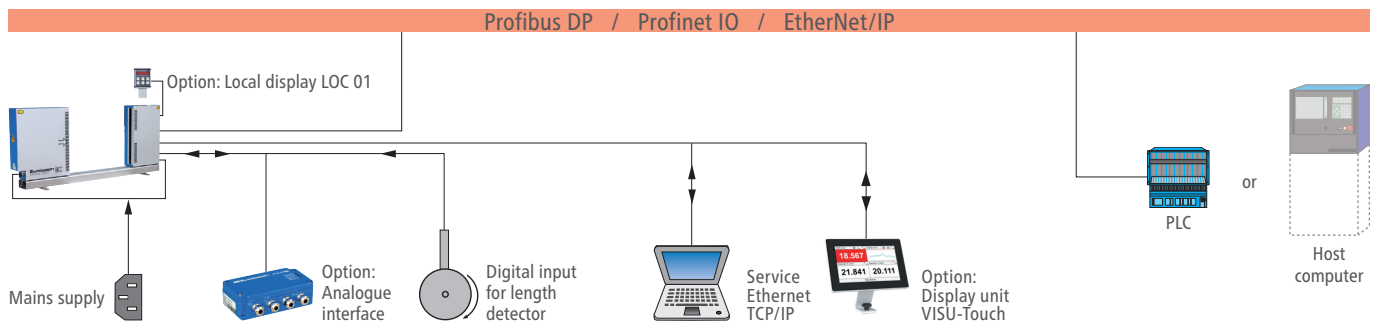 Profibus DP / Profinet IO / EtherNet/IP
Option: Local display LOC 01
Mains supply
Option:
Analogue
interface
Digital input
for length
detector
Service
Ethernet
TCP/IP
18.567
21.841 20.111
Option:
Display unit
VISU-Touch
PLC
or
Host
computer